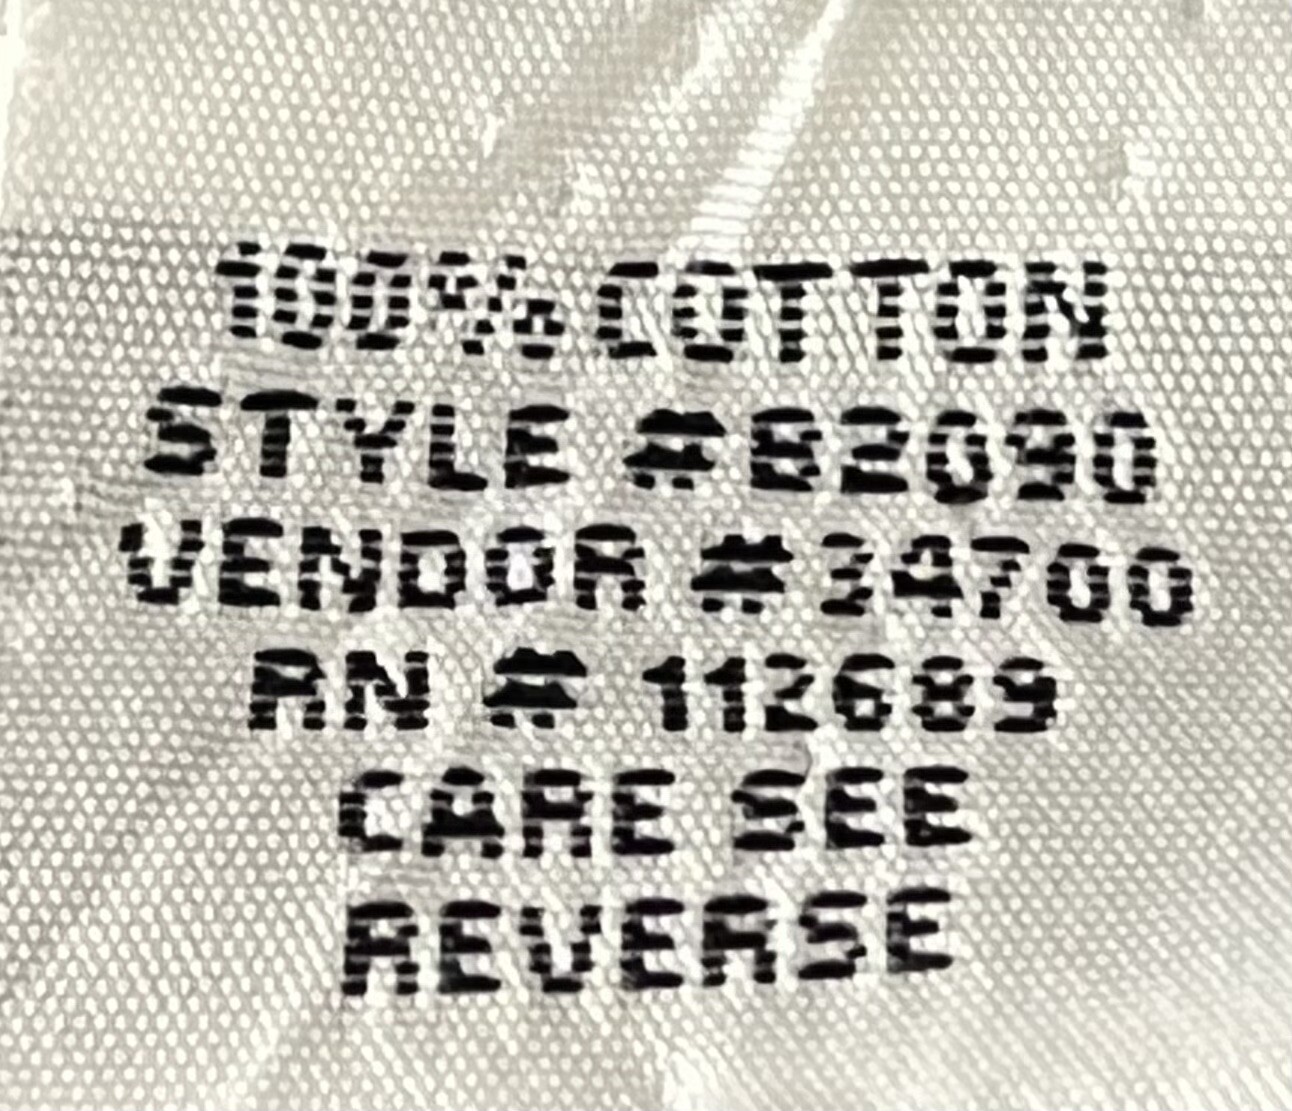 100% COTTON
STYLE #B2090
VENDOR #34700
RN # 112689
CARE SEE
REVERSE